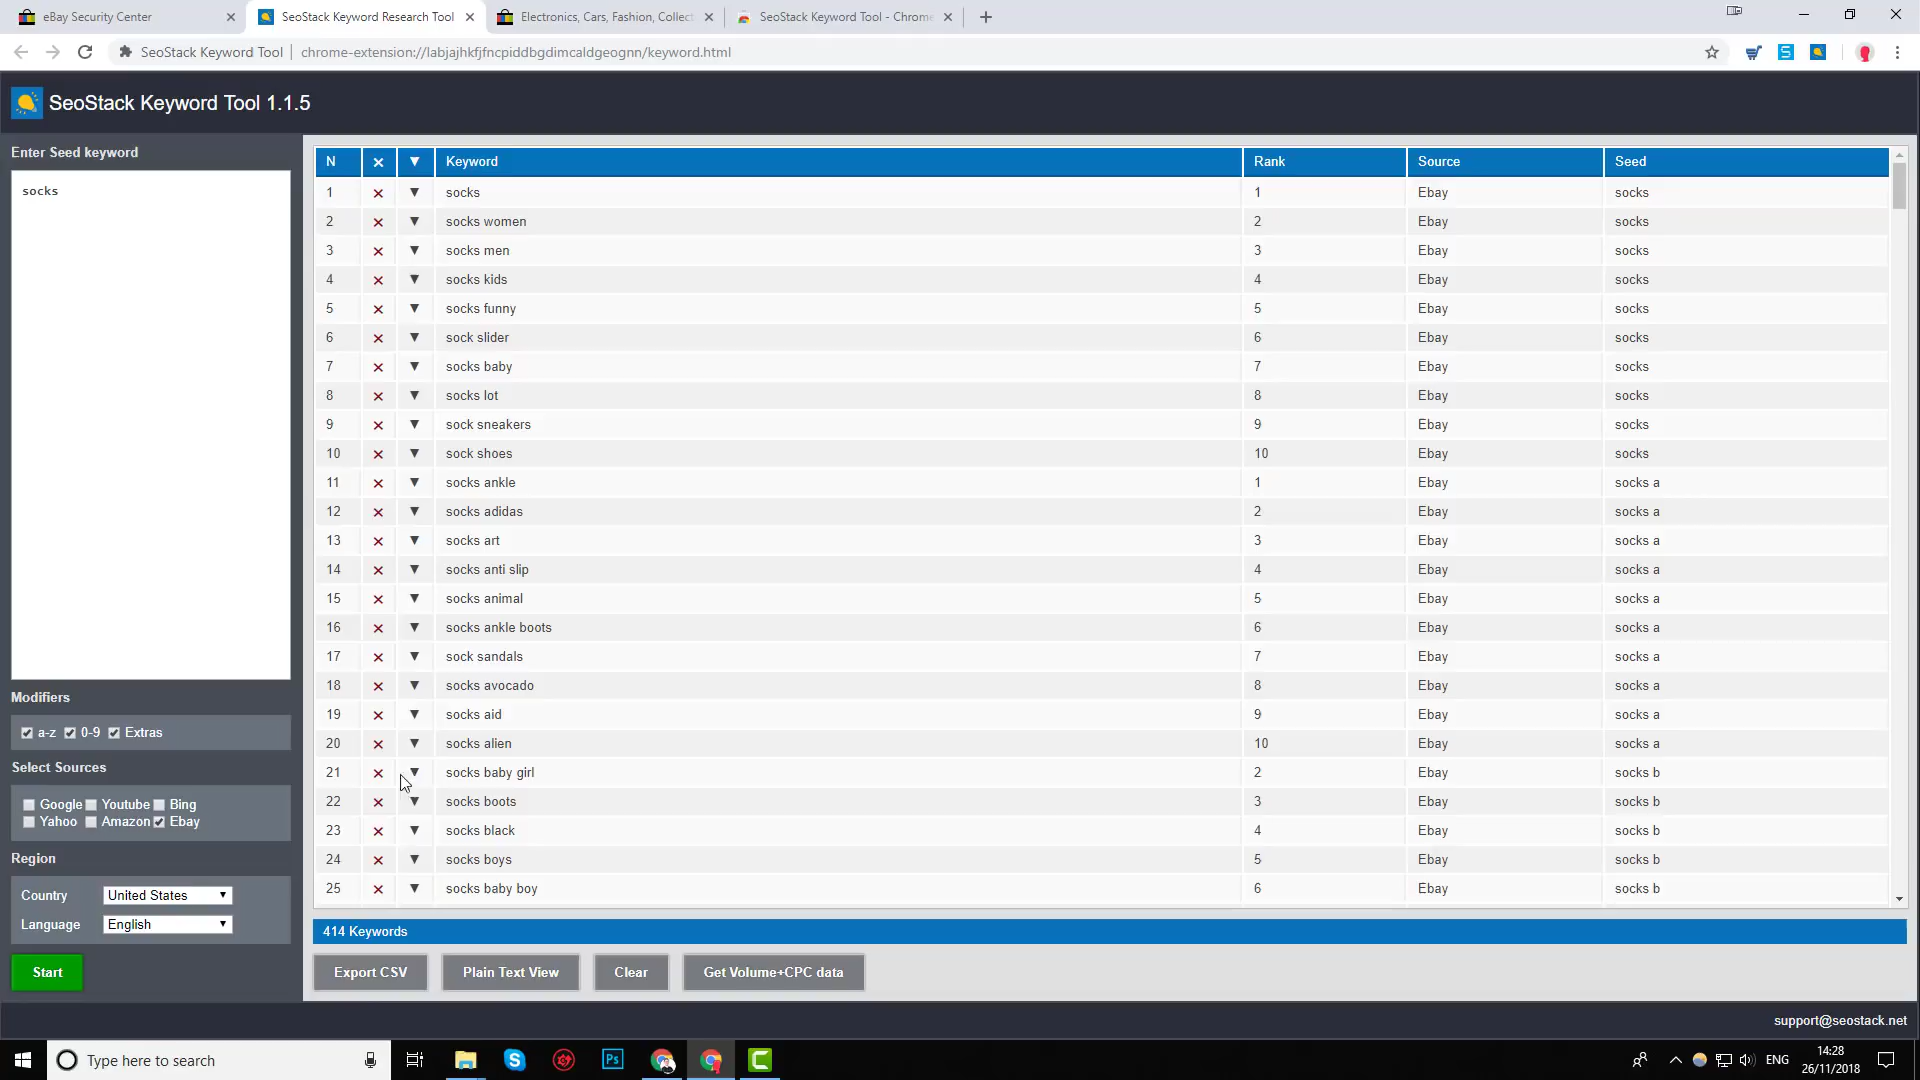 eBay Security Center
SeoStack Keyword Research Tool
Electronics, Cars, Fashion, Collect
SeoStack Keyword Tool - Chrome
SeoStack Keyword Tool
chrome-extension://labjajhkfjfncpiddbgdimcaldgeognn/keyword.html
SeoStack Keyword Tool 1.1.5
Enter Seed keyword
socks
Modifiers
a-z 0-9 Extras
Select Sources
Google Youtube Bing
Yahoo Amazon Ebay
Region
Country United States
Language English
Start
N × ▼ Keyword Rank Source Seed
1 × ▼ socks 1 Ebay socks
2 × ▼ socks women 2 Ebay socks
3 × ▼ socks men 3 Ebay socks
4 × ▼ socks kids 4 Ebay socks
5 × ▼ socks funny 5 Ebay socks
6 × ▼ sock slider 6 Ebay socks
7 × ▼ socks baby 7 Ebay socks
8 × ▼ socks lot 8 Ebay socks
9 × ▼ sock sneakers 9 Ebay socks
10 × ▼ sock shoes 10 Ebay socks
11 × ▼ socks ankle 1 Ebay socks a
12 × ▼ socks adidas 2 Ebay socks a
13 × ▼ socks art 3 Ebay socks a
14 × ▼ socks anti slip 4 Ebay socks a
15 × ▼ socks animal 5 Ebay socks a
16 × ▼ socks ankle boots 6 Ebay socks a
17 × ▼ sock sandals 7 Ebay socks a
18 × ▼ socks avocado 8 Ebay socks a
19 × ▼ socks aid 9 Ebay socks a
20 × ▼ socks alien 10 Ebay socks a
21 × ▼ socks baby girl 2 Ebay socks b
22 × ▼ socks boots 3 Ebay socks b
23 × ▼ socks black 4 Ebay socks b
24 × ▼ socks boys 5 Ebay socks b
25 × ▼ socks baby boy 6 Ebay socks b
414 Keywords
Export CSV
Plain Text View
Clear
Get Volume+CPC data
support@seostack.net
Type here to search
Ps
ENG
14:28
26/11/2018